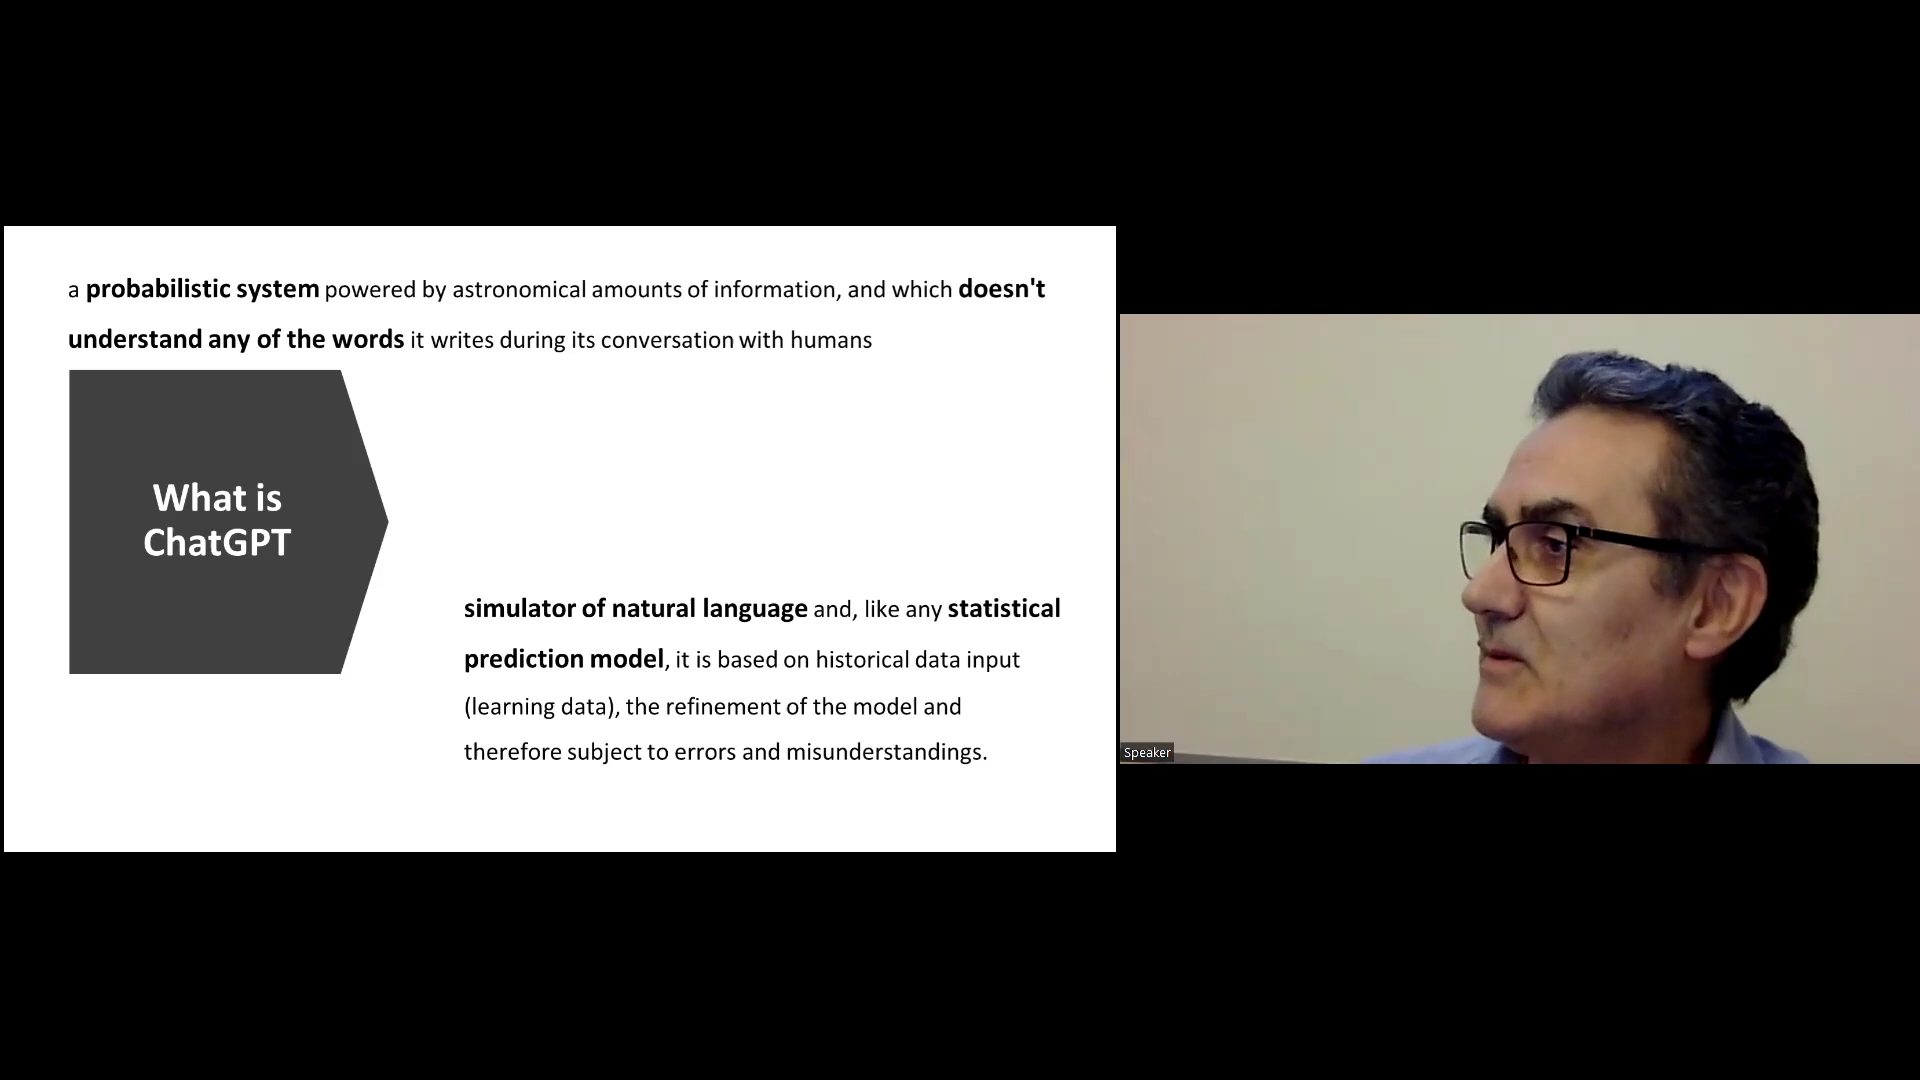 a probabilistic system powered by astronomical amounts of information, and which doesn't
understand any of the words it writes during its conversation with humans
What is
ChatGPT
simulator of natural language and, like any statistical
prediction model, it is based on historical data input
(learning data), the refinement of the model and
therefore subject to errors and misunderstandings.
Speaker